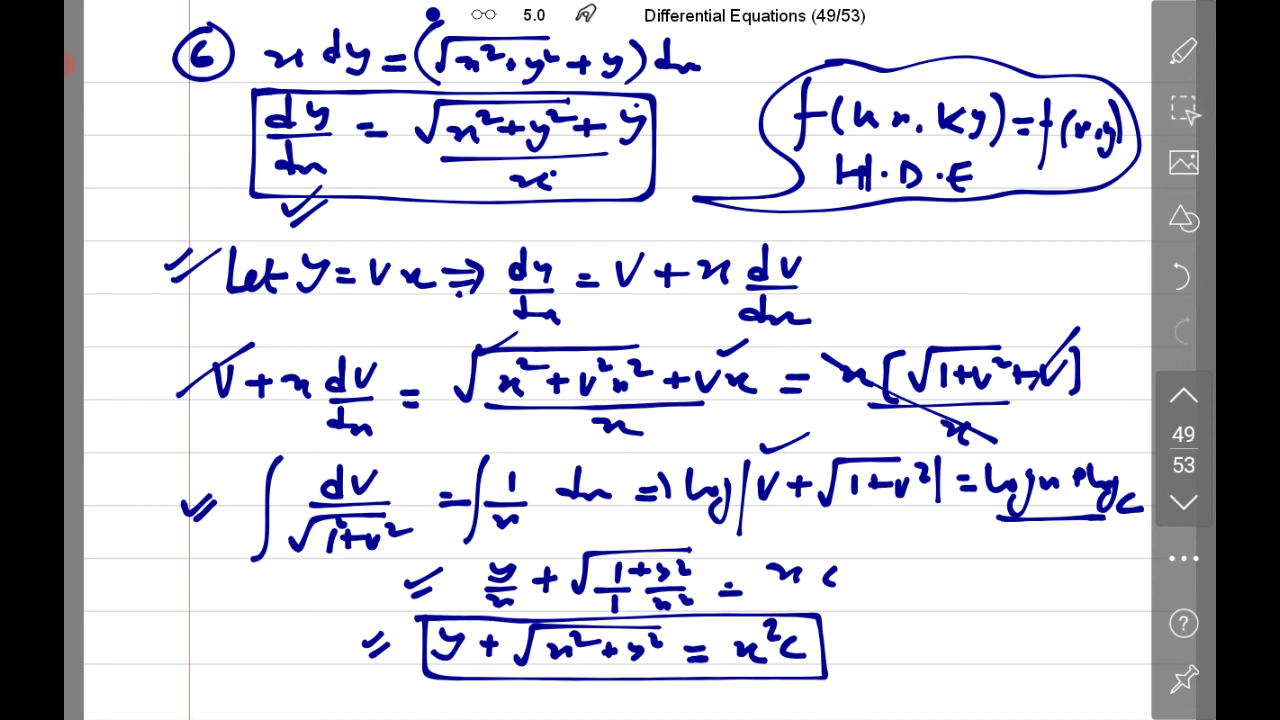 5.0 Differential Equations (49/53)
6 x dy = (√x²+y² + y) dx
dy/dx = √x²+y² + y / x
f(kx, ky) = f(x,y)
H.D.E
Let y = Vx ⇒ dy/dx = V + x dV/dx
V + x dV/dx = √x²+V²x² + Vx / x = x[√1+V² + V] / x
∫ dV/√1²+V² = ∫ 1/x dx ⇒ log|V + √1+V²| = log x + log c
y/x + √1/1 + y²/x² = x c
y + √x²+y² = x²c
49
53